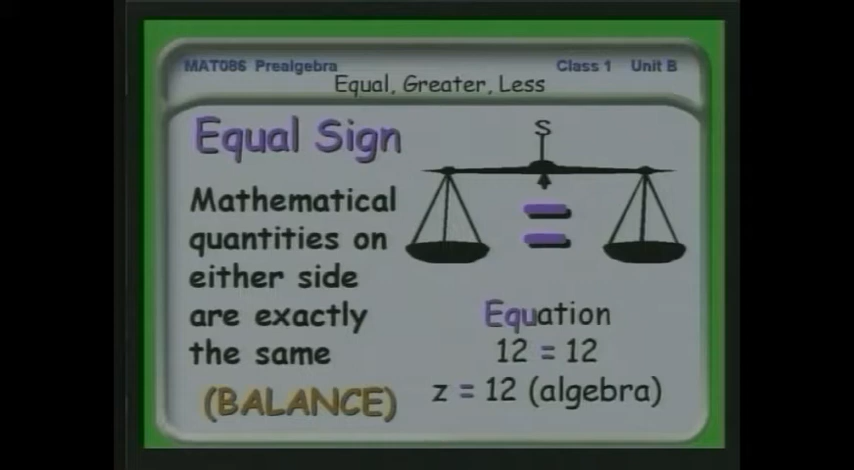 MAT086 Prealgebra Class 1 Unit B
Equal, Greater, Less
Equal Sign
Mathematical
quantities on
either side
are exactly
the same
(BALANCE)
S
=
Equation
12 = 12
z = 12 (algebra)